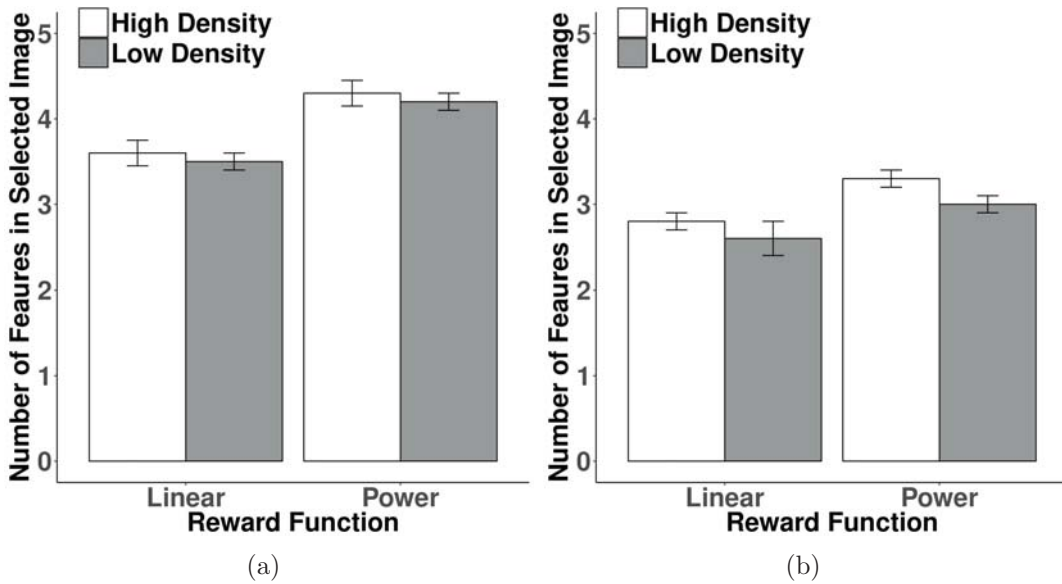 Number of Feaures in Selected Image
5
4
3
2
1
0
High Density
Low Density
Linear
Power
Reward Function
(a)
Number of Feaures in Selected Image
5
4
3
2
1
0
High Density
Low Density
Linear
Power
Reward Function
(b)